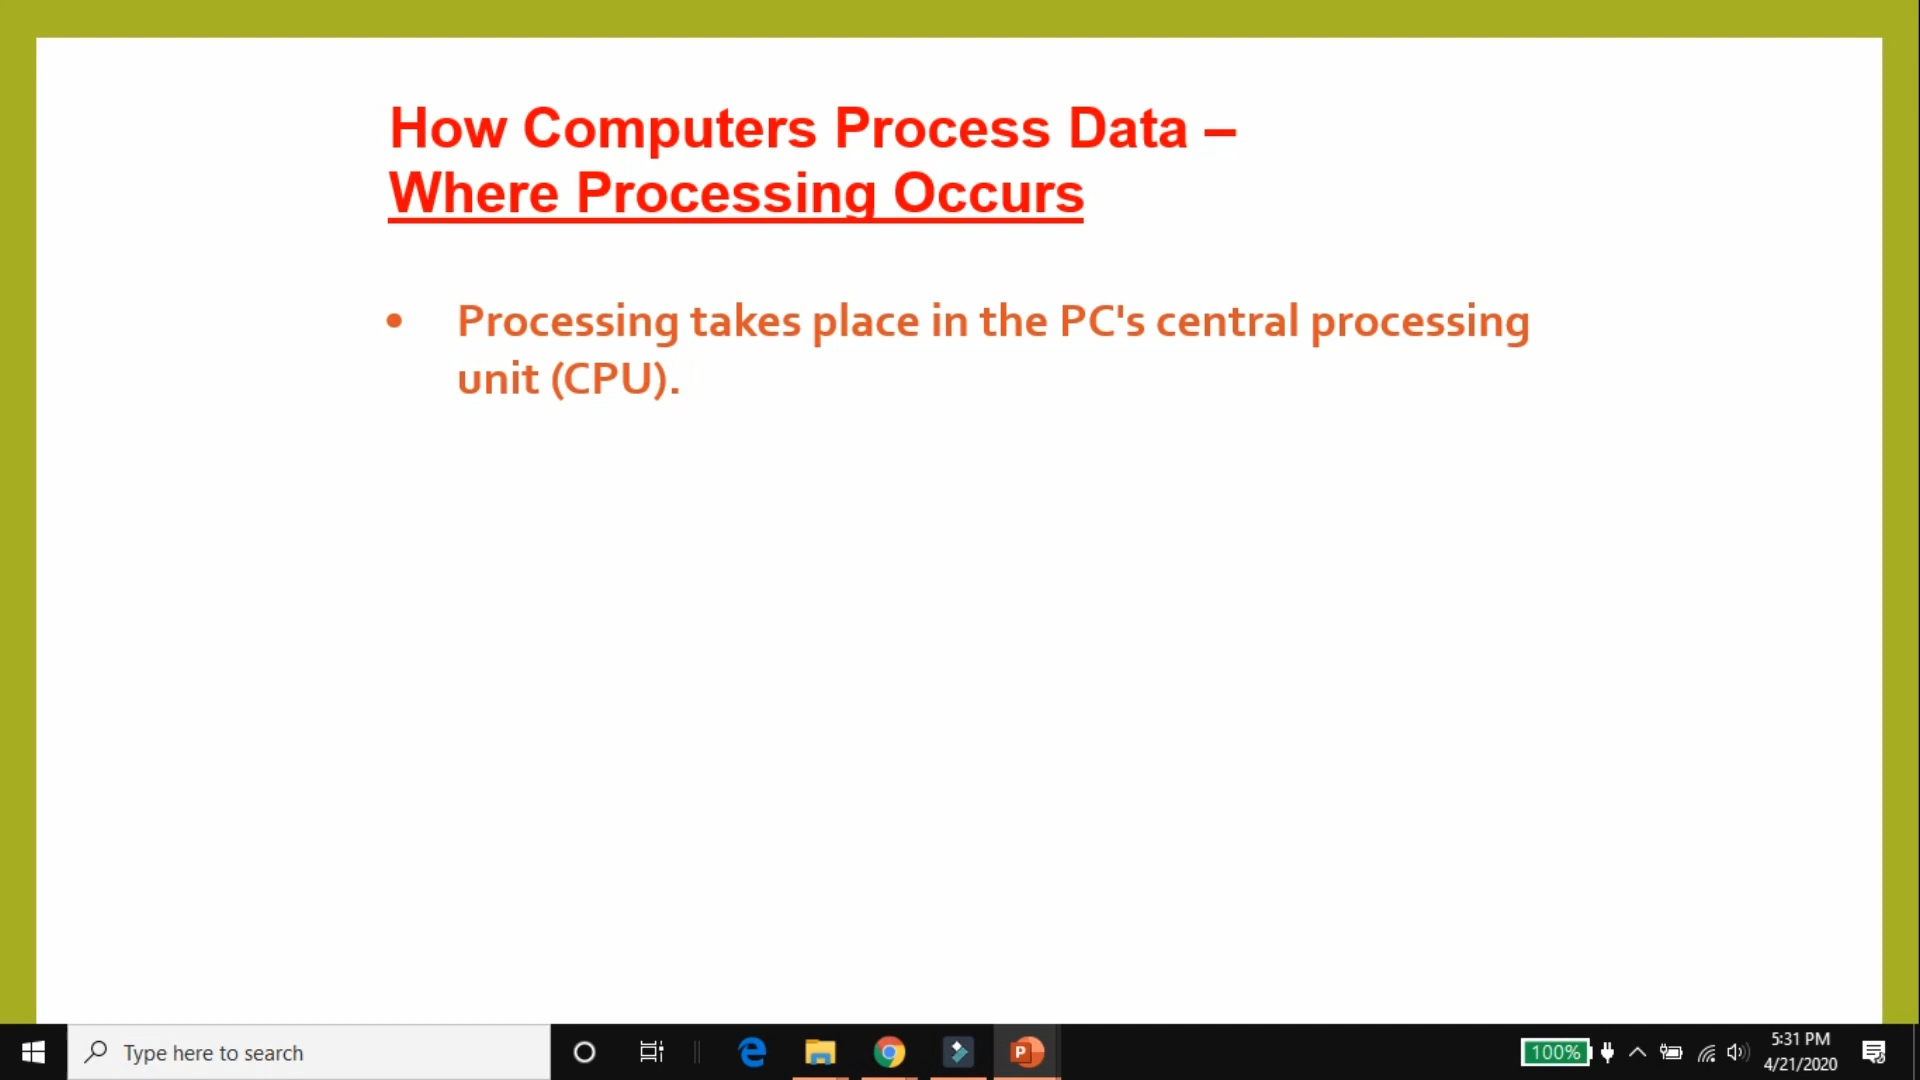 How Computers Process Data –
Where Processing Occurs
• Processing takes place in the PC's central processing
unit (CPU).
Type here to search
100%
5:31 PM
4/21/2020